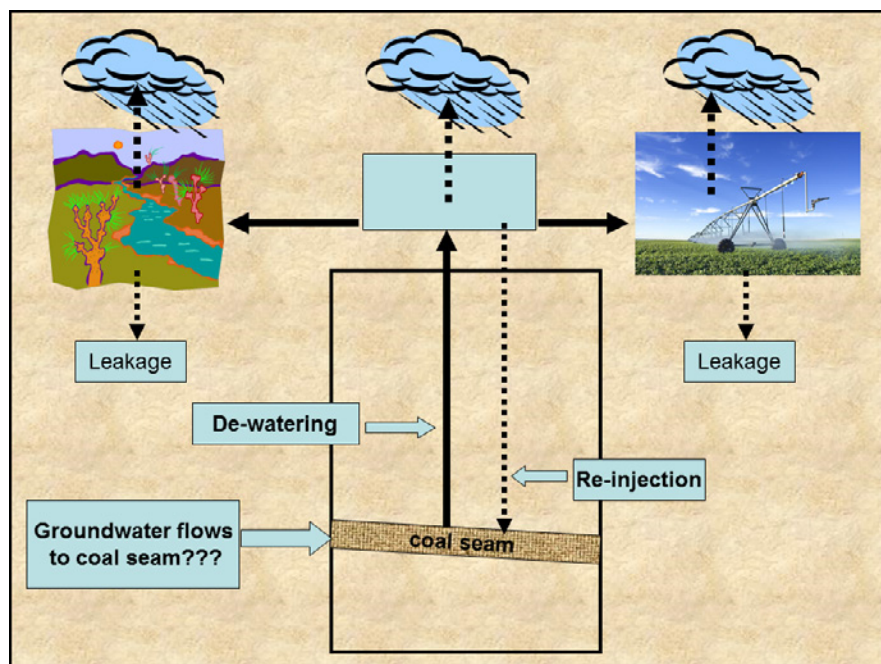 Leakage
Leakage
De-watering
Re-injection
Groundwater flows
to coal seam???
coal seam